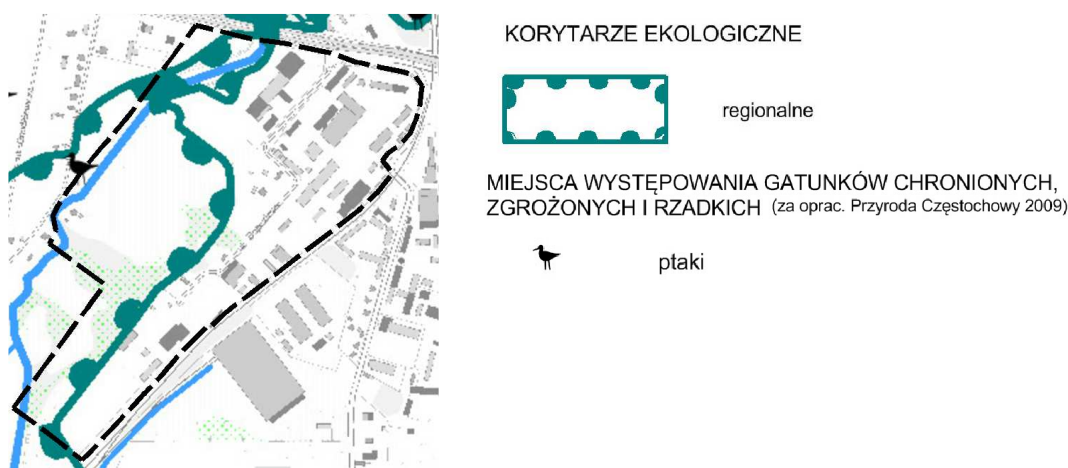 KORYTARZE EKOLOGICZNE
regionalne
MIEJSCA WYSTĘPOWANIA GATUNKÓW CHRONIONYCH,
ZGROŻONYCH I RZADKICH (za oprac. Przyroda Częstochowy 2009)
ptaki